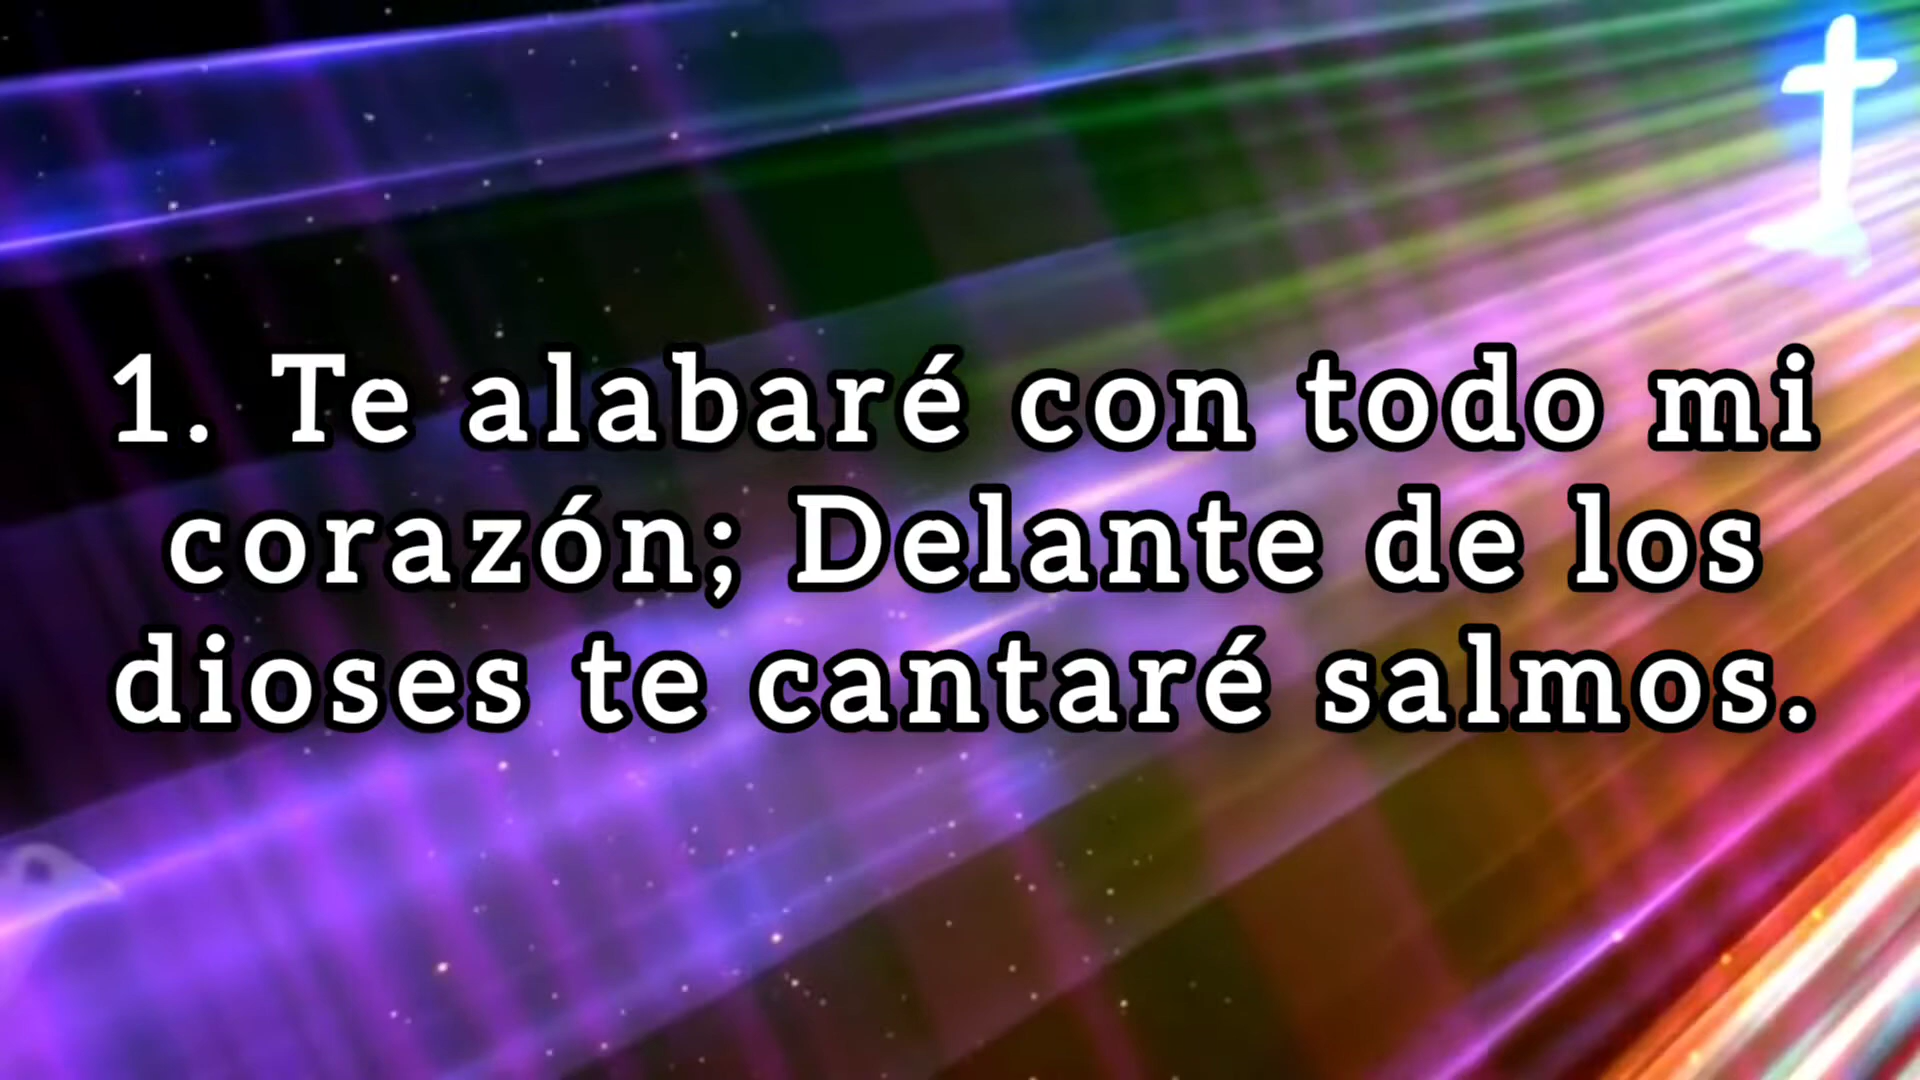 1. Te alabaré con todo mi
corazón; Delante de los
dioses te cantaré salmos.